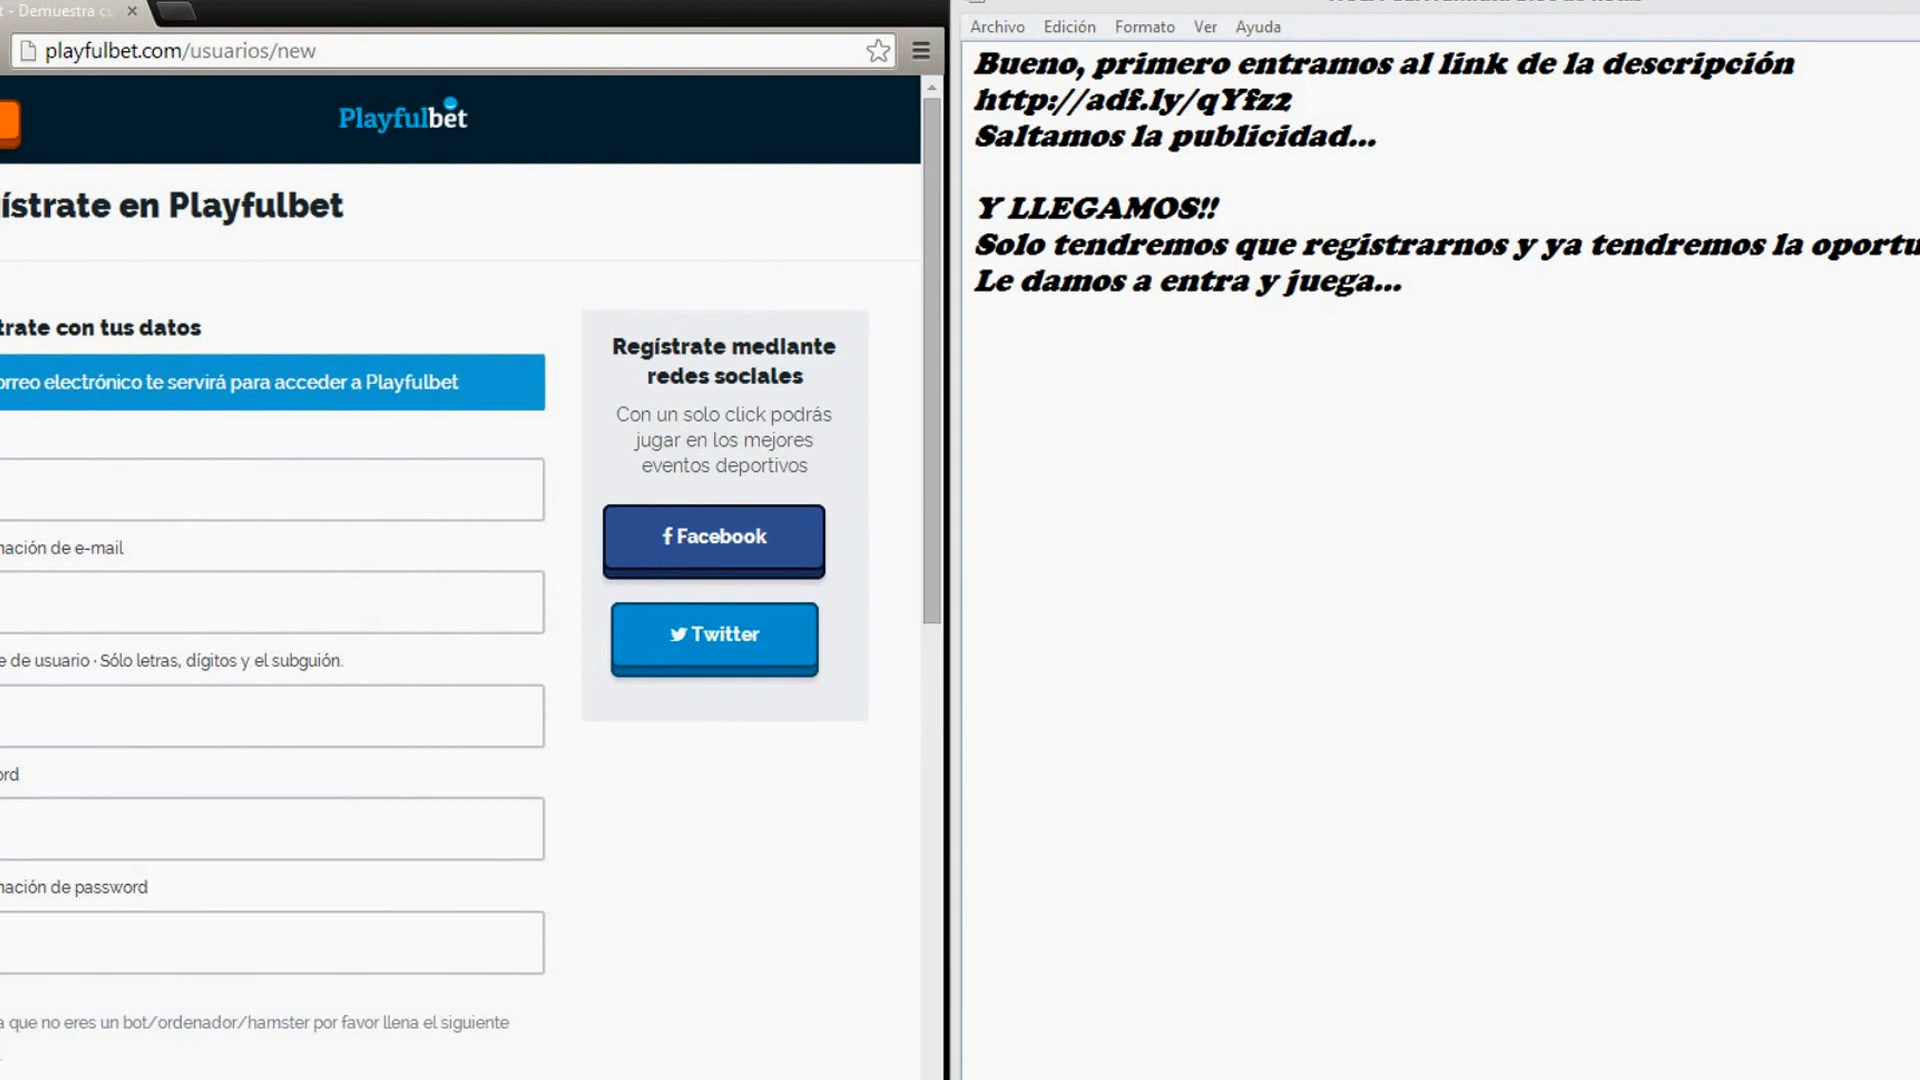 t - Demuestra cu
playfulbet.com/usuarios/new
Playfulbet
ístrate en Playfulbet
trate con tus datos
orreo electrónico te servirá para acceder a Playfulbet
nación de e-mail
e de usuario · Sólo letras, dígitos y el subguión.
ord
nación de password
a que no eres un bot/ordenador/hamster por favor llena el siguiente
Regístrate mediante
redes sociales
Con un solo click podrás
jugar en los mejores
eventos deportivos
Facebook
Twitter
Archivo Edición Formato Ver Ayuda
Bueno, primero entramos al link de la descripción
http://adf.ly/qYfz2
Saltamos la publicidad...
Y LLEGAMOS!!
Solo tendremos que registrarnos y ya tendremos la oportu
Le damos a entra y juega...